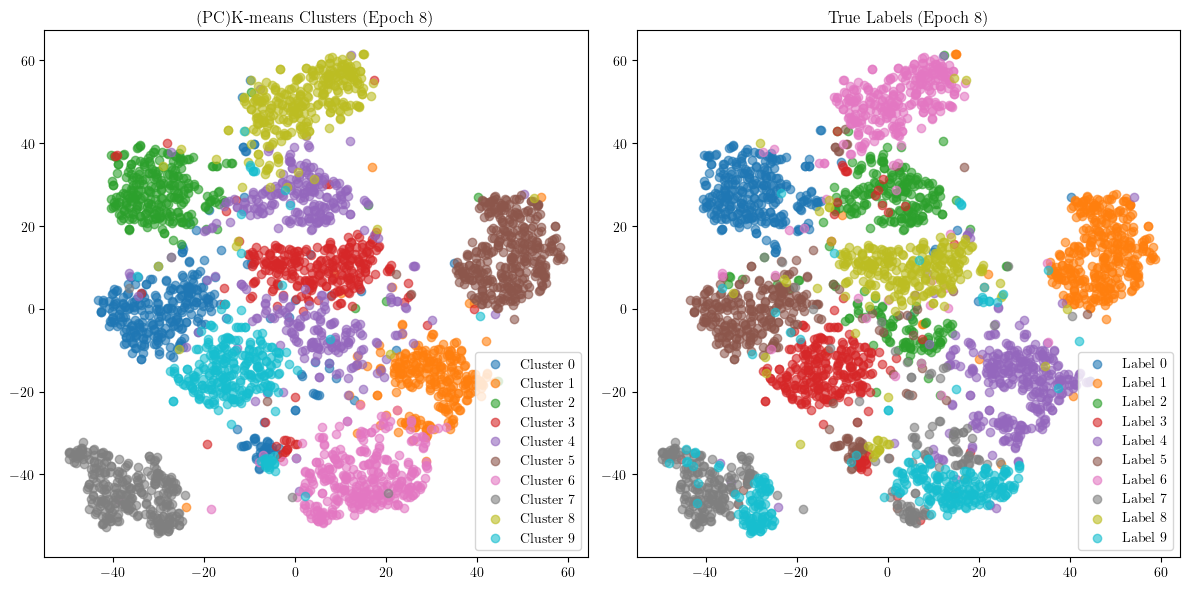 (PC)K-means Clusters (Epoch 8)
60
40
20
0
−20
−40
−40
−20
0
20
40
60
Cluster 0
Cluster 1
Cluster 2
Cluster 3
Cluster 4
Cluster 5
Cluster 6
Cluster 7
Cluster 8
Cluster 9
True Labels (Epoch 8)
60
40
20
0
−20
−40
−40
−20
0
20
40
60
Label 0
Label 1
Label 2
Label 3
Label 4
Label 5
Label 6
Label 7
Label 8
Label 9